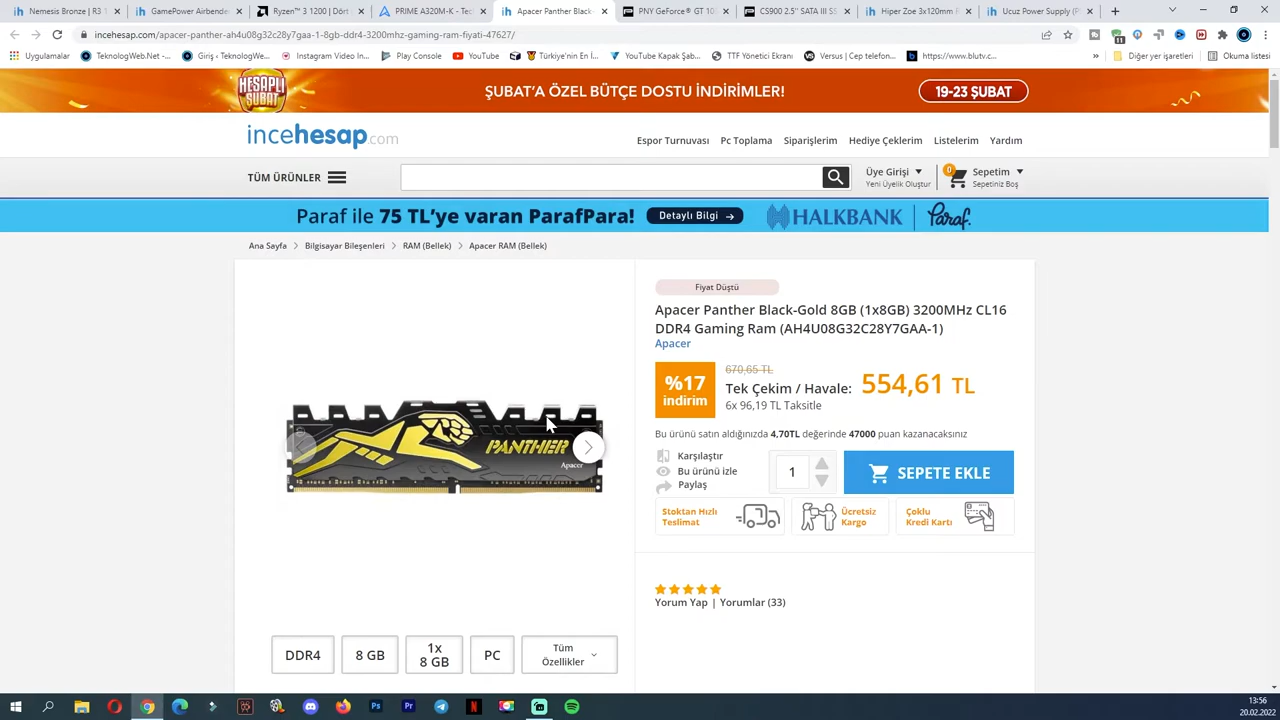 Nemesis Bronze | R3 1
GamePower Airbende
Ryzen™ 3 1200 | Dört
PRIME A320M-K - Tech
Apacer Panther Black-
PNY GeForce® GT 10
CS900 2.5'' SATA III SS
Hiper Zoe 3x120mm F
Ucuz Power Supply (P
incehesap.com/apacer-panther-ah4u08g32c28y7gaa-1-8gb-ddr4-3200mhz-gaming-ram-fiyati-47627/
Uygulamalar
TeknologWeb.Net -...
Giriş ‹ TeknologWe...
Instagram Video In...
Play Console
YouTube
Türkiye'nin En İ...
YouTube Kapak Şab...
TTF Yönetici Ekranı
Versus | Cep telefon...
https://www.blutv.c...
»
Diğer yer işaretleri
Okuma listesi
HESAPLI
ŞUBAT
ŞUBAT'A ÖZEL BÜTÇE DOSTU İNDİRİMLER!
19-23 ŞUBAT
incehesap.com
Espor Turnuvası
Pc Toplama
Siparişlerim
Hediye Çeklerim
Listelerim
Yardım
TÜM ÜRÜNLER
Üye Girişi
Yeni Üyelik Oluştur
0
Sepetim
Sepetiniz Boş
Paraf ile 75 TL'ye varan ParafPara!
Detaylı Bilgi →
HALKBANK
Paraf.
Ana Sayfa > Bilgisayar Bileşenleri > RAM (Bellek) > Apacer RAM (Bellek)
Fiyat Düştü
Apacer Panther Black-Gold 8GB (1x8GB) 3200MHz CL16
DDR4 Gaming Ram (AH4U08G32C28Y7GAA-1)
Apacer
%17
indirim
670,65 TL
Tek Çekim / Havale: 554,61 TL
6x 96,19 TL Taksitle
Bu ürünü satın aldığınızda 4,70TL değerinde 47000 puan kazanacaksınız
Karşılaştır
Bu ürünü izle
Paylaş
1
SEPETE EKLE
Stoktan Hızlı
Teslimat
Ücretsiz
Kargo
Çoklu
Kredi Kartı
PANTHER
Apacer
Yorum Yap | Yorumlar (33)
DDR4
8 GB
1x
8 GB
PC
Tüm
Özellikler
13:56
20.02.2022